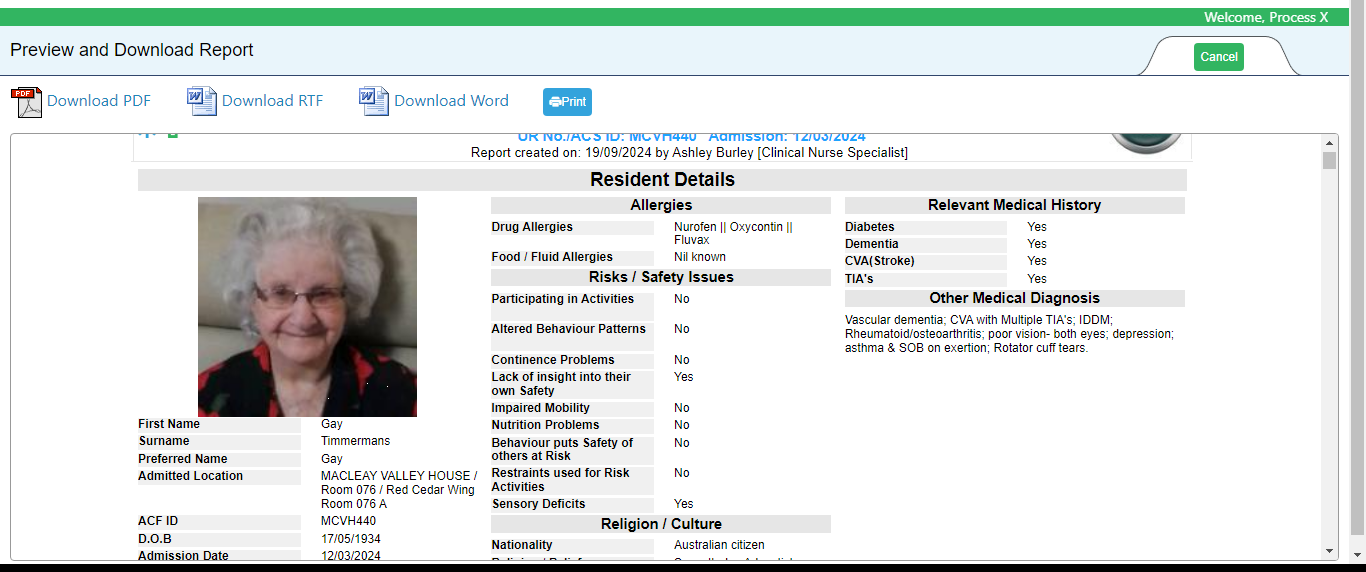 Welcome, Process X
Preview and Download Report
Cancel
PDF
Download PDF
W
Download RTF
W
Download Word
Print
UR No./ACS ID: MCVH440 Admission: 12/03/2024
Report created on: 19/09/2024 by Ashley Burley [Clinical Nurse Specialist]
Resident Details
First Name Gay
Surname Timmermans
Preferred Name Gay
Admitted Location MACLEAY VALLEY HOUSE /
Room 076 / Red Cedar Wing
Room 076 A
ACF ID MCVH440
D.O.B 17/05/1934
Admission Date 12/03/2024
Allergies
Drug Allergies Nurofen || Oxycontin ||
Fluvax
Food / Fluid Allergies Nil known
Risks / Safety Issues
Participating in Activities No
Altered Behaviour Patterns No
Continence Problems No
Lack of insight into their Yes
own Safety
Impaired Mobility No
Nutrition Problems No
Behaviour puts Safety of No
others at Risk
Restraints used for Risk No
Activities
Sensory Deficits Yes
Religion / Culture
Nationality Australian citizen
Relevant Medical History
Diabetes Yes
Dementia Yes
CVA(Stroke) Yes
TIA's Yes
Other Medical Diagnosis
Vascular dementia; CVA with Multiple TIA's; IDDM;
Rheumatoid/osteoarthritis; poor vision- both eyes; depression;
asthma & SOB on exertion; Rotator cuff tears.